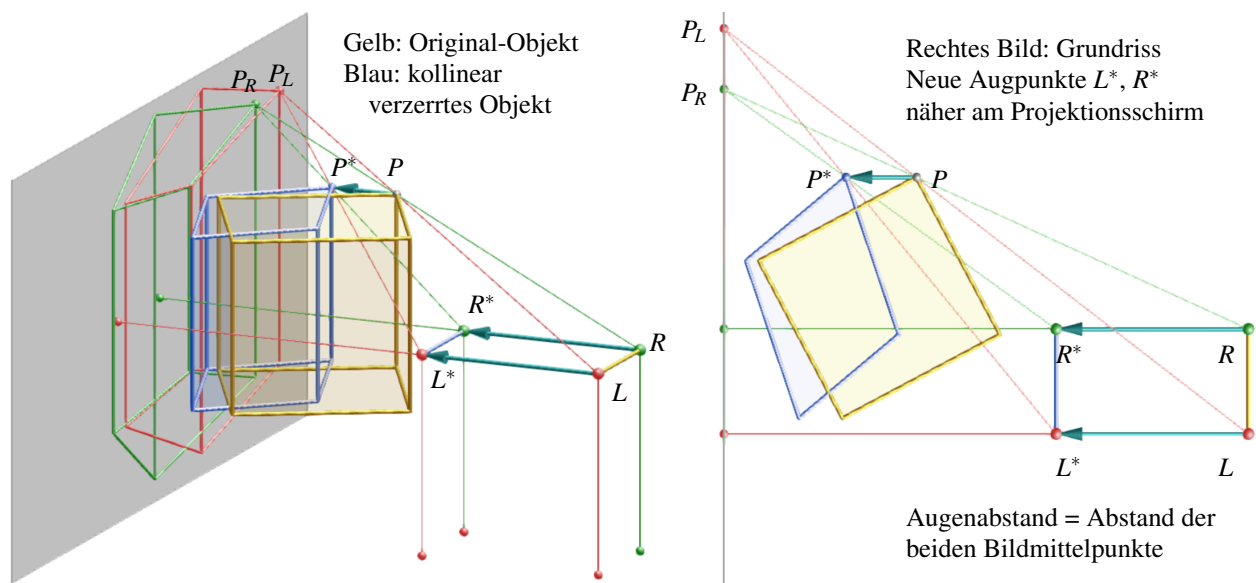 Gelb: Original-Objekt
Blau: kollinear
verzerrtes Objekt
P_R P_L
P* P
R* R
L* L
P_L
P_R
Rechtes Bild: Grundriss
Neue Augpunkte L*, R*
näher am Projektionsschirm
P* P
R* R
L* L
Augenabstand = Abstand der
beiden Bildmittelpunkte